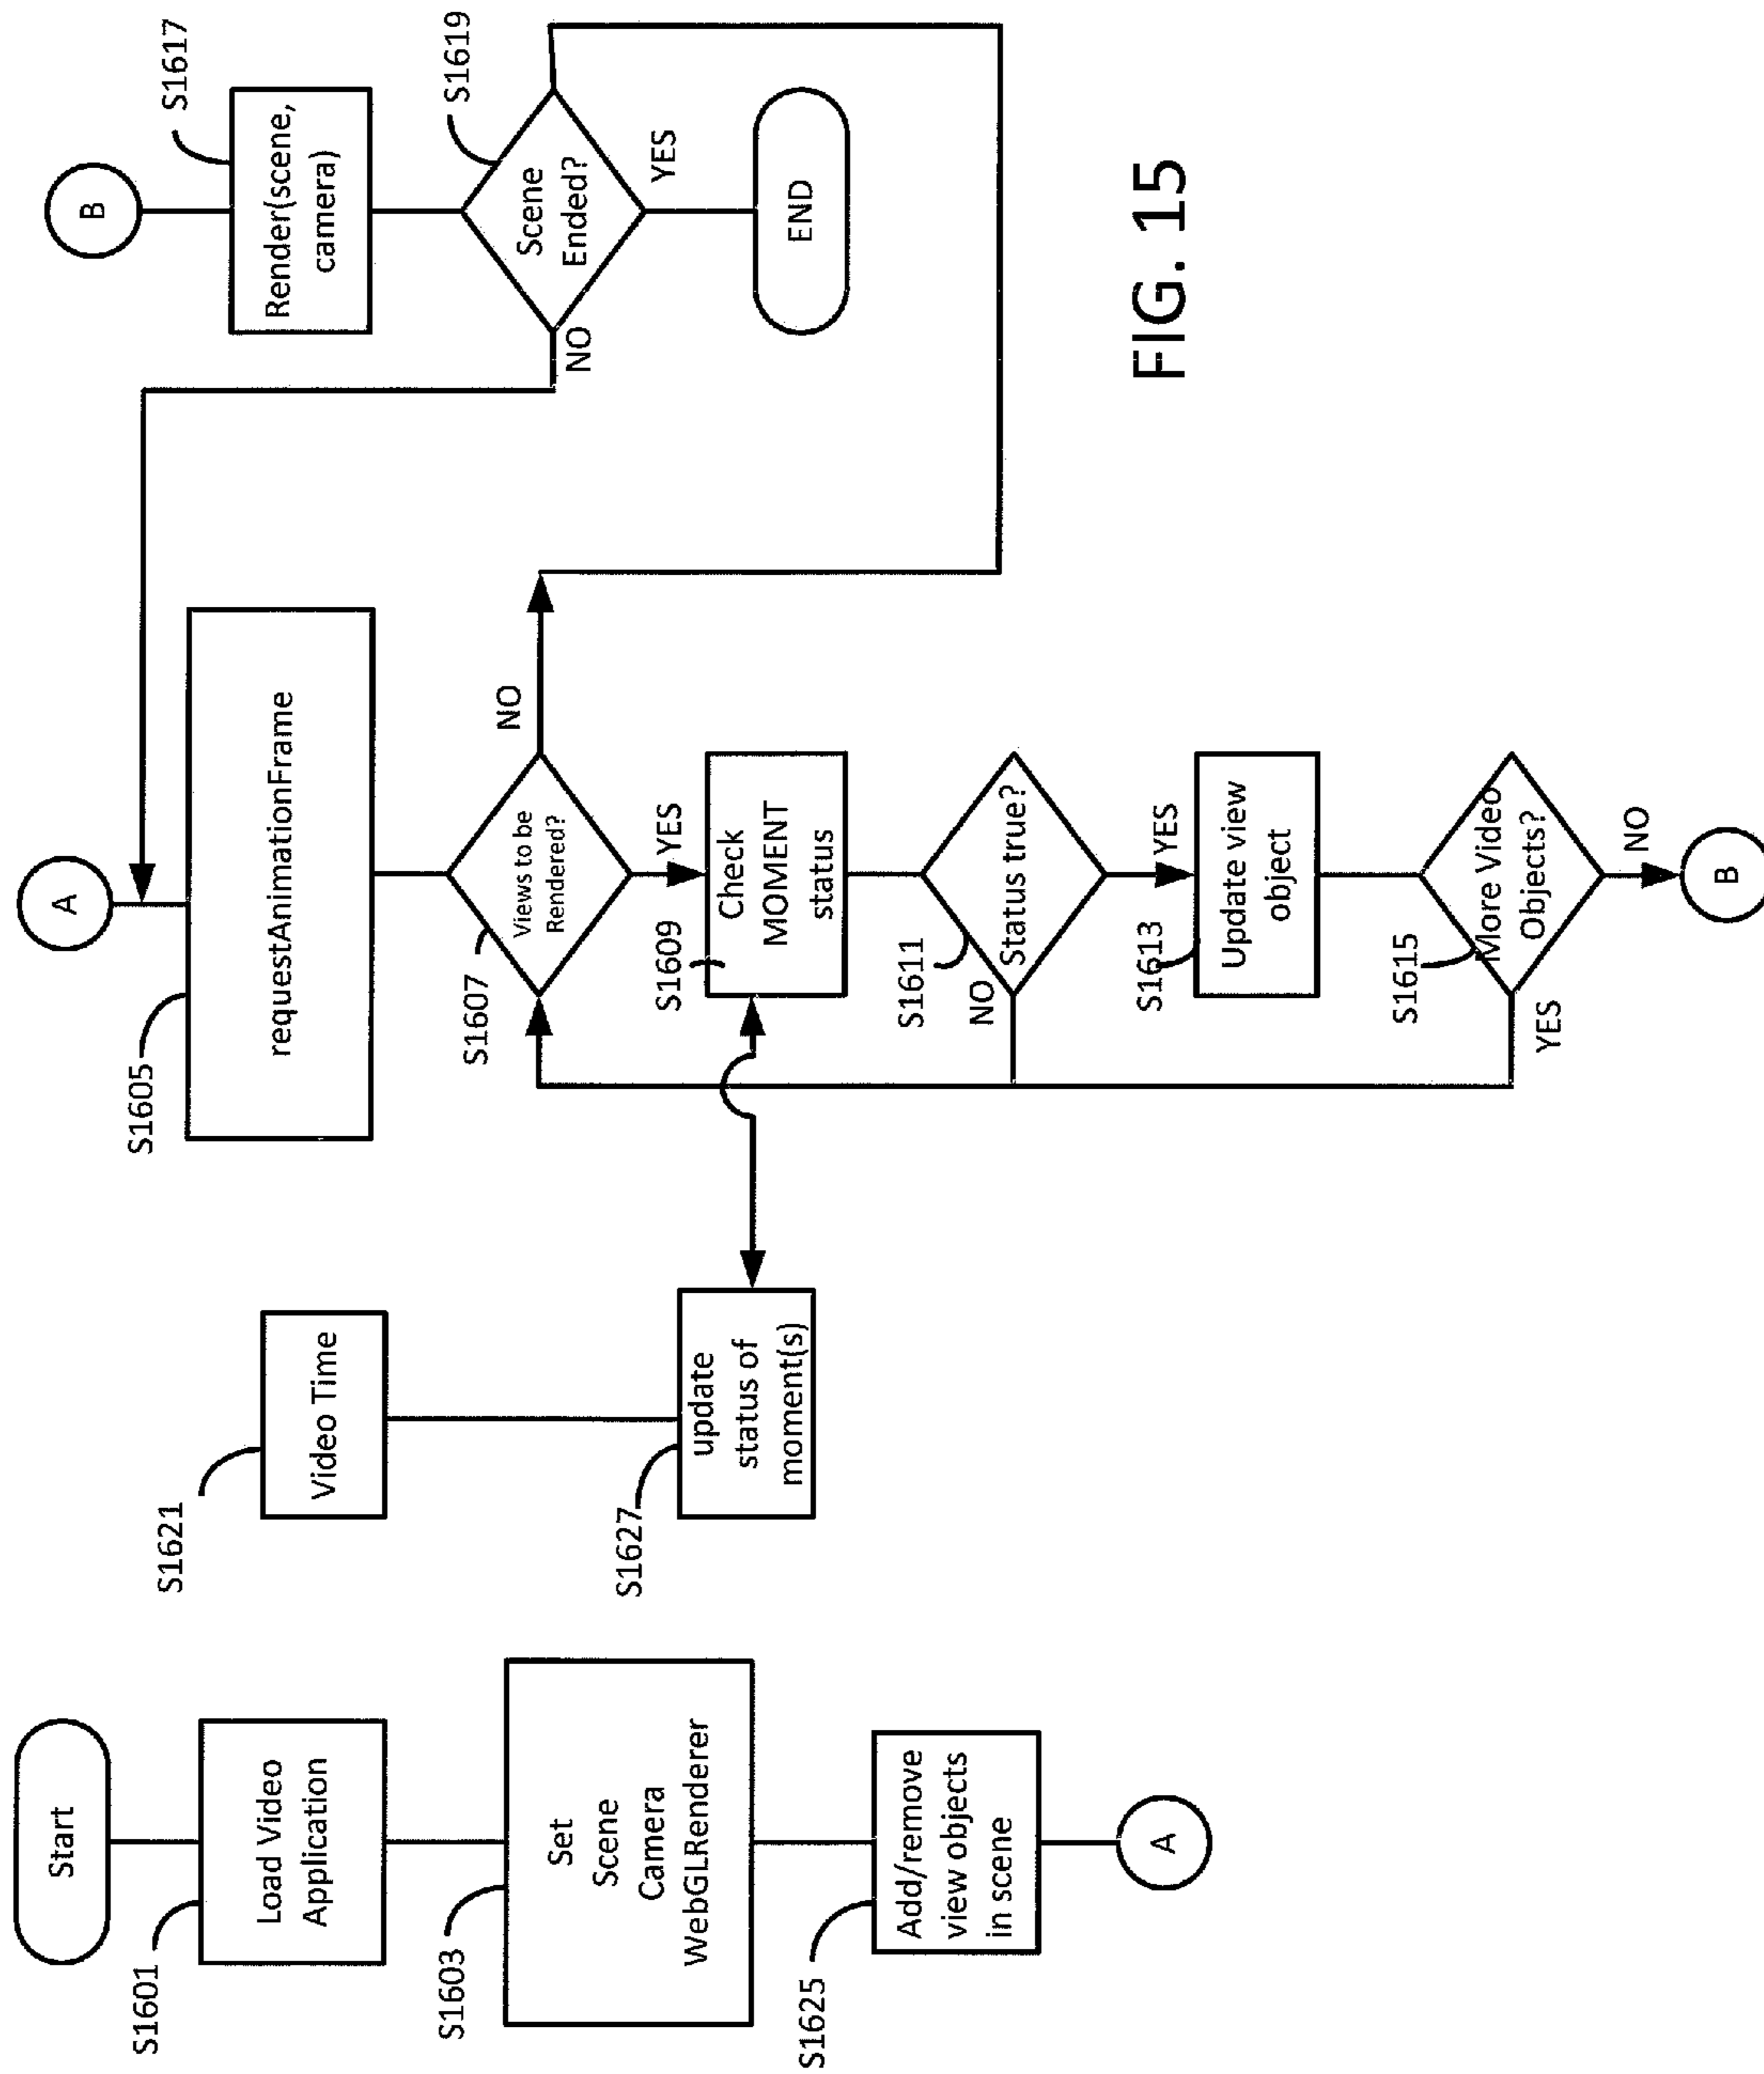 Start
S1601
Load Video
Application
S1603
Set
Scene
Camera
WebGLRenderer
S1625
Add/remove
view objects
in scene
A
S1621
Video Time
S1627
update
status of
moment(s)
A
S1605
requestAnimationFrame
S1607
Views to be
Rendered?
NO
YES
S1609
Check
MOMENT
status
S1611
Status true?
NO
YES
S1613
Update view
object
S1615
More Video
Objects?
YES
NO
B
B
S1617
Render(scene,
camera)
S1619
Scene
Ended?
NO
YES
END
FIG. 15